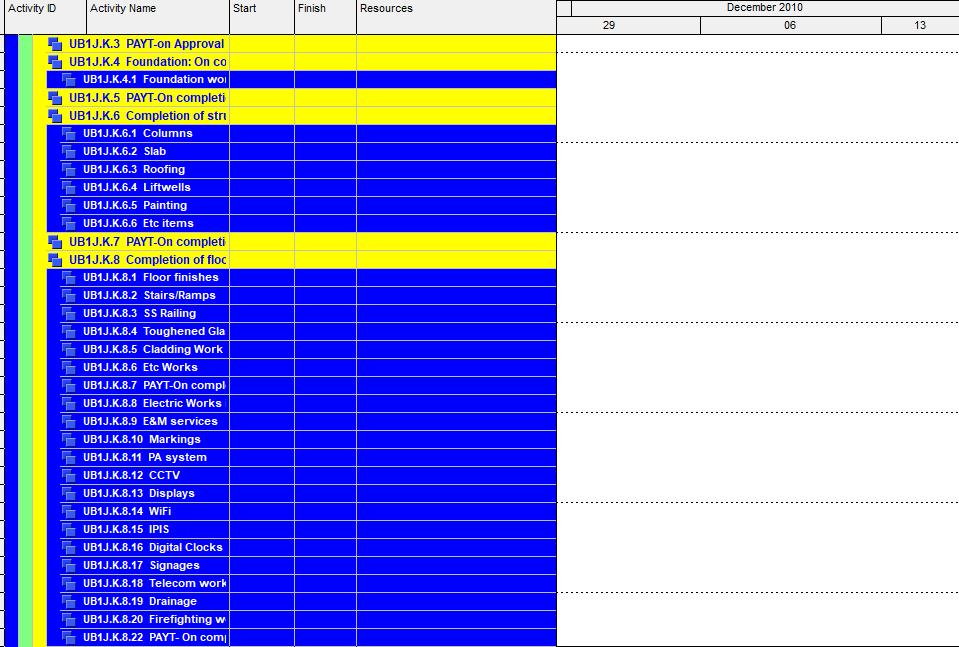 Activity ID Activity Name Start Finish Resources December 2010
29 06 13
UB1J.K.3 PAYT-on Approval
UB1J.K.4 Foundation: On co
UB1J.K.4.1 Foundation wor
UB1J.K.5 PAYT-On completi
UB1J.K.6 Completion of stru
UB1J.K.6.1 Columns
UB1J.K.6.2 Slab
UB1J.K.6.3 Roofing
UB1J.K.6.4 Liftwells
UB1J.K.6.5 Painting
UB1J.K.6.6 Etc items
UB1J.K.7 PAYT-On completi
UB1J.K.8 Completion of floo
UB1J.K.8.1 Floor finishes
UB1J.K.8.2 Stairs/Ramps
UB1J.K.8.3 SS Railing
UB1J.K.8.4 Toughened Gla
UB1J.K.8.5 Cladding Work
UB1J.K.8.6 Etc Works
UB1J.K.8.7 PAYT-On compl
UB1J.K.8.8 Electric Works
UB1J.K.8.9 E&M services
UB1J.K.8.10 Markings
UB1J.K.8.11 PA system
UB1J.K.8.12 CCTV
UB1J.K.8.13 Displays
UB1J.K.8.14 WiFi
UB1J.K.8.15 IPIS
UB1J.K.8.16 Digital Clocks
UB1J.K.8.17 Signages
UB1J.K.8.18 Telecom work
UB1J.K.8.19 Drainage
UB1J.K.8.20 Firefighting w
UB1J.K.8.22 PAYT- On comp